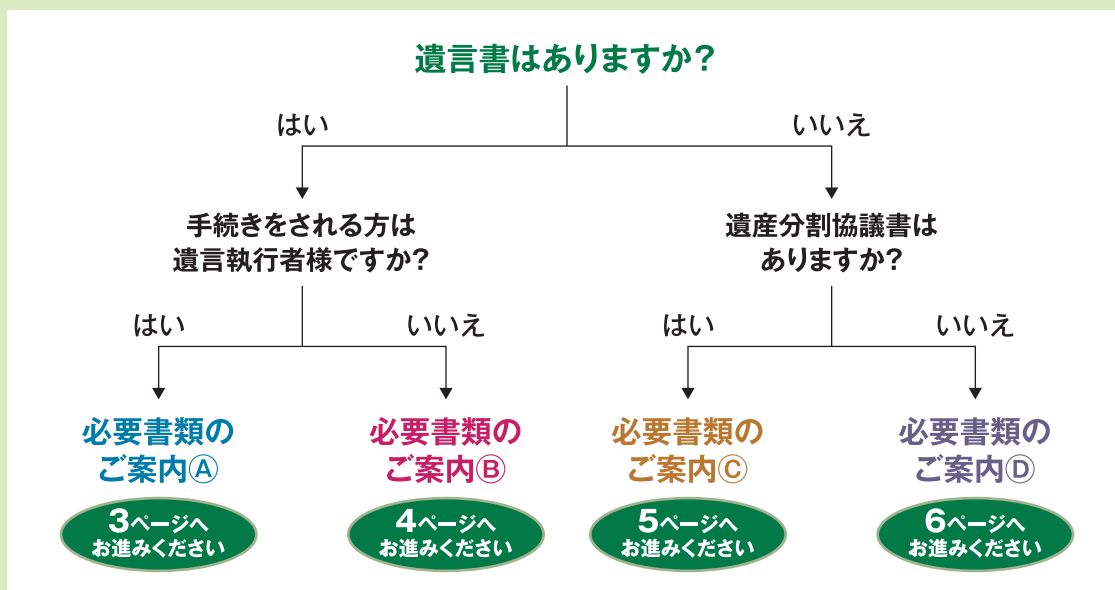 遺言書はありますか?
はい
いいえ
手続きをされる方は
遺言執行者様ですか?
遺産分割協議書は
ありますか?
はい
いいえ
はい
いいえ
必要書類の
ご案内Ⓐ
必要書類の
ご案内Ⓑ
必要書類の
ご案内Ⓒ
必要書類の
ご案内Ⓓ
3ページへ
お進みください
4ページへ
お進みください
5ページへ
お進みください
6ページへ
お進みください